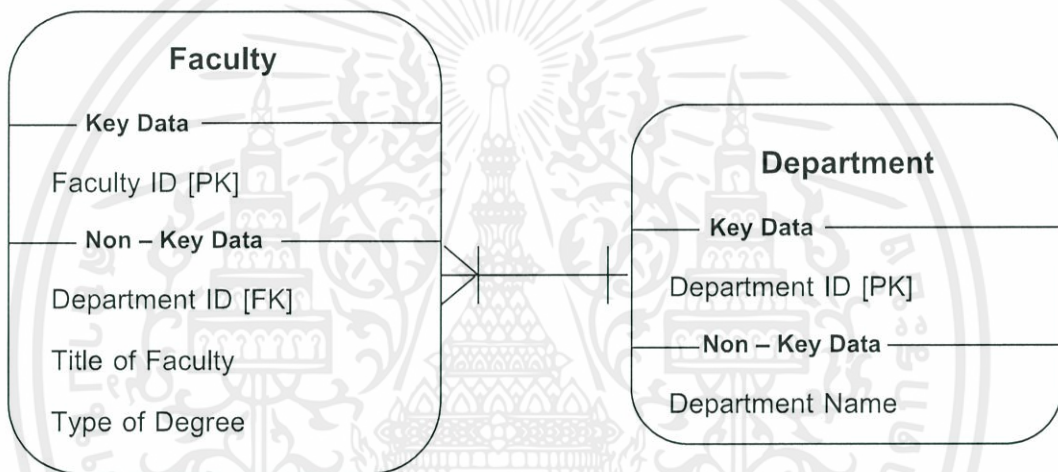 Faculty
Key Data
Faculty ID [PK]
Non – Key Data
Department ID [FK]
Title of Faculty
Type of Degree
Department
Key Data
Department ID [PK]
Non – Key Data
Department Name